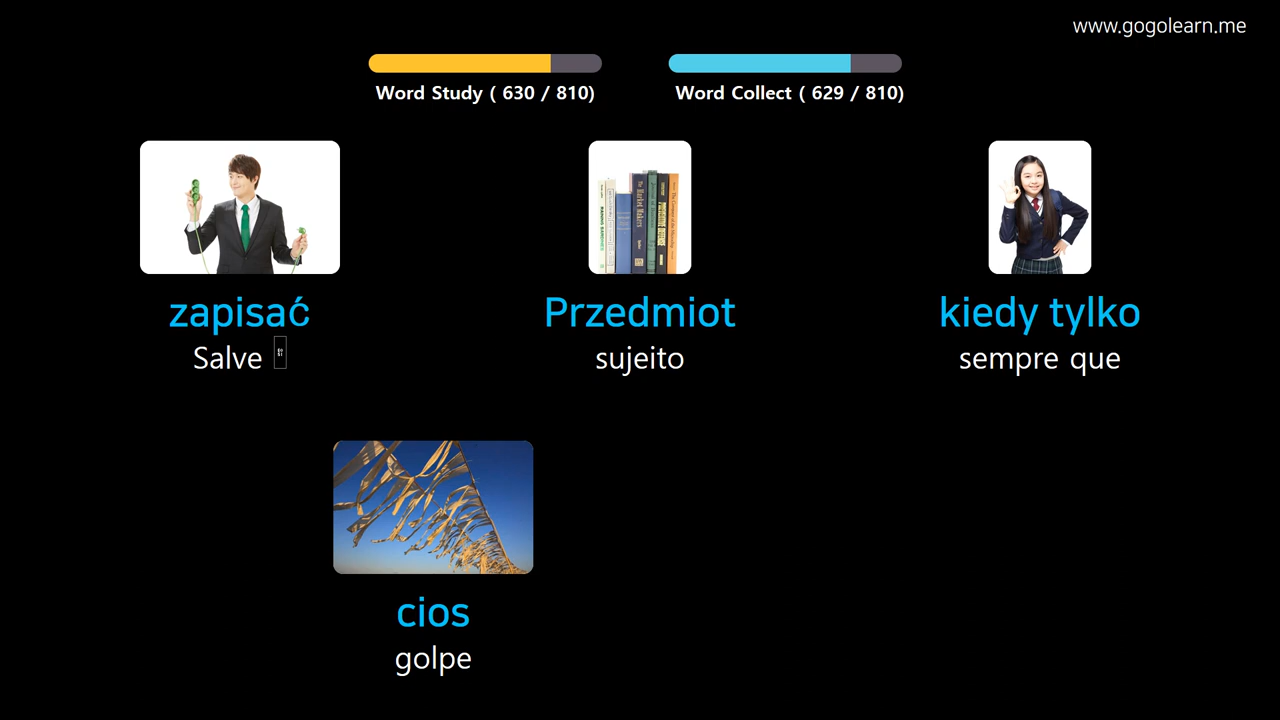 www.gogolearn.me
Word Study ( 630 / 810)
Word Collect ( 629 / 810)
zapisać
Salve
Przedmiot
sujeito
kiedy tylko
sempre que
cios
golpe